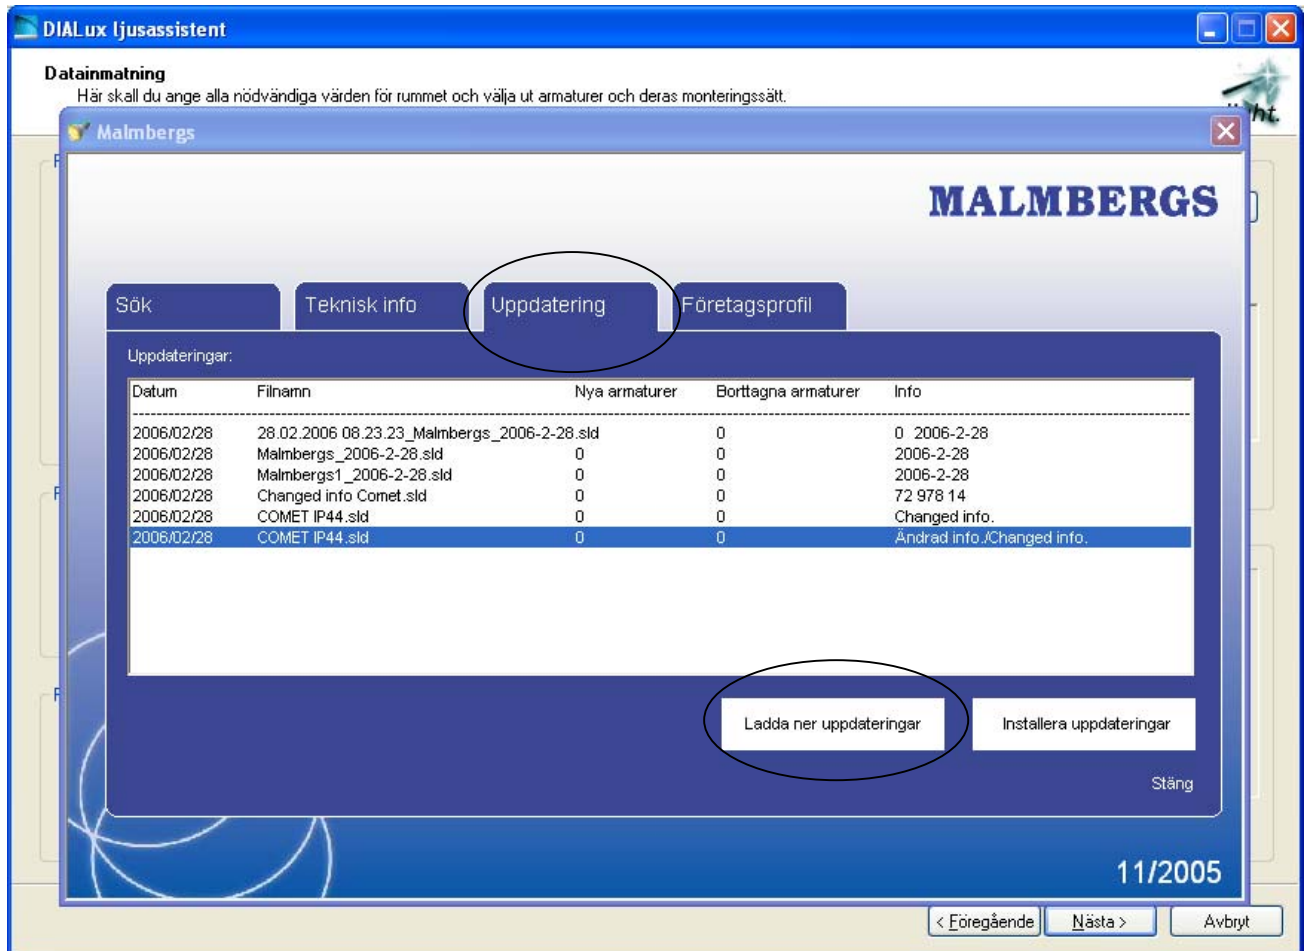 DIALux ljusassistent
Datainmatning
Här skall du ange alla nödvändiga värden för rummet och välja ut armaturer och deras monteringssätt.
Malmbergs
MALMBERGS
Sök Teknisk info Uppdatering Företagsprofil
Uppdateringar:
Datum Filnamn Nya armaturer Borttagna armaturer Info
2006/02/28 28.02.2006 08.23.23_Malmbergs_2006-2-28.sld 0 0 2006-2-28
2006/02/28 Malmbergs_2006-2-28.sld 0 0 2006-2-28
2006/02/28 Malmbergs1_2006-2-28.sld 0 0 2006-2-28
2006/02/28 Changed info Comet.sld 0 0 72 978 14
2006/02/28 COMET IP44.sld 0 0 Changed info.
2006/02/28 COMET IP44.sld 0 0 Ändrad info./Changed info.
Ladda ner uppdateringar Installera uppdateringar
Stäng
11/2005
< Föregående Nästa > Avbryt